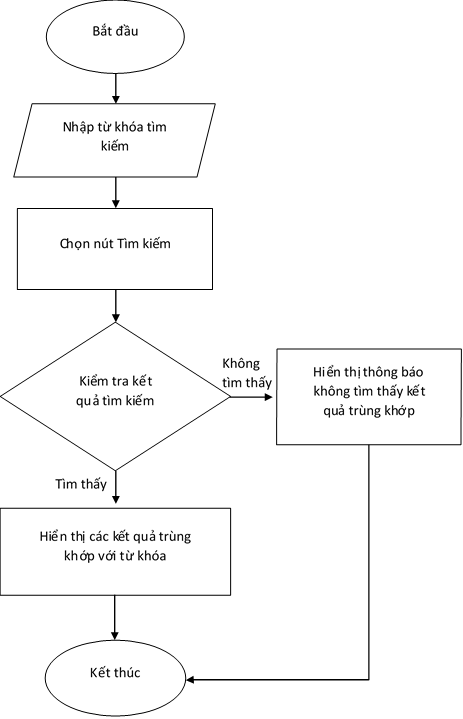 Bắt đầu
Nhập từ khóa tìm
kiếm
Chọn nút Tìm kiếm
Kiểm tra kết
quả tìm kiếm
Không
tìm thấy
Hiển thị thông báo
không tìm thấy kết
quả trùng khớp
Tìm thấy
Hiển thị các kết quả trùng
khớp với từ khóa
Kết thúc